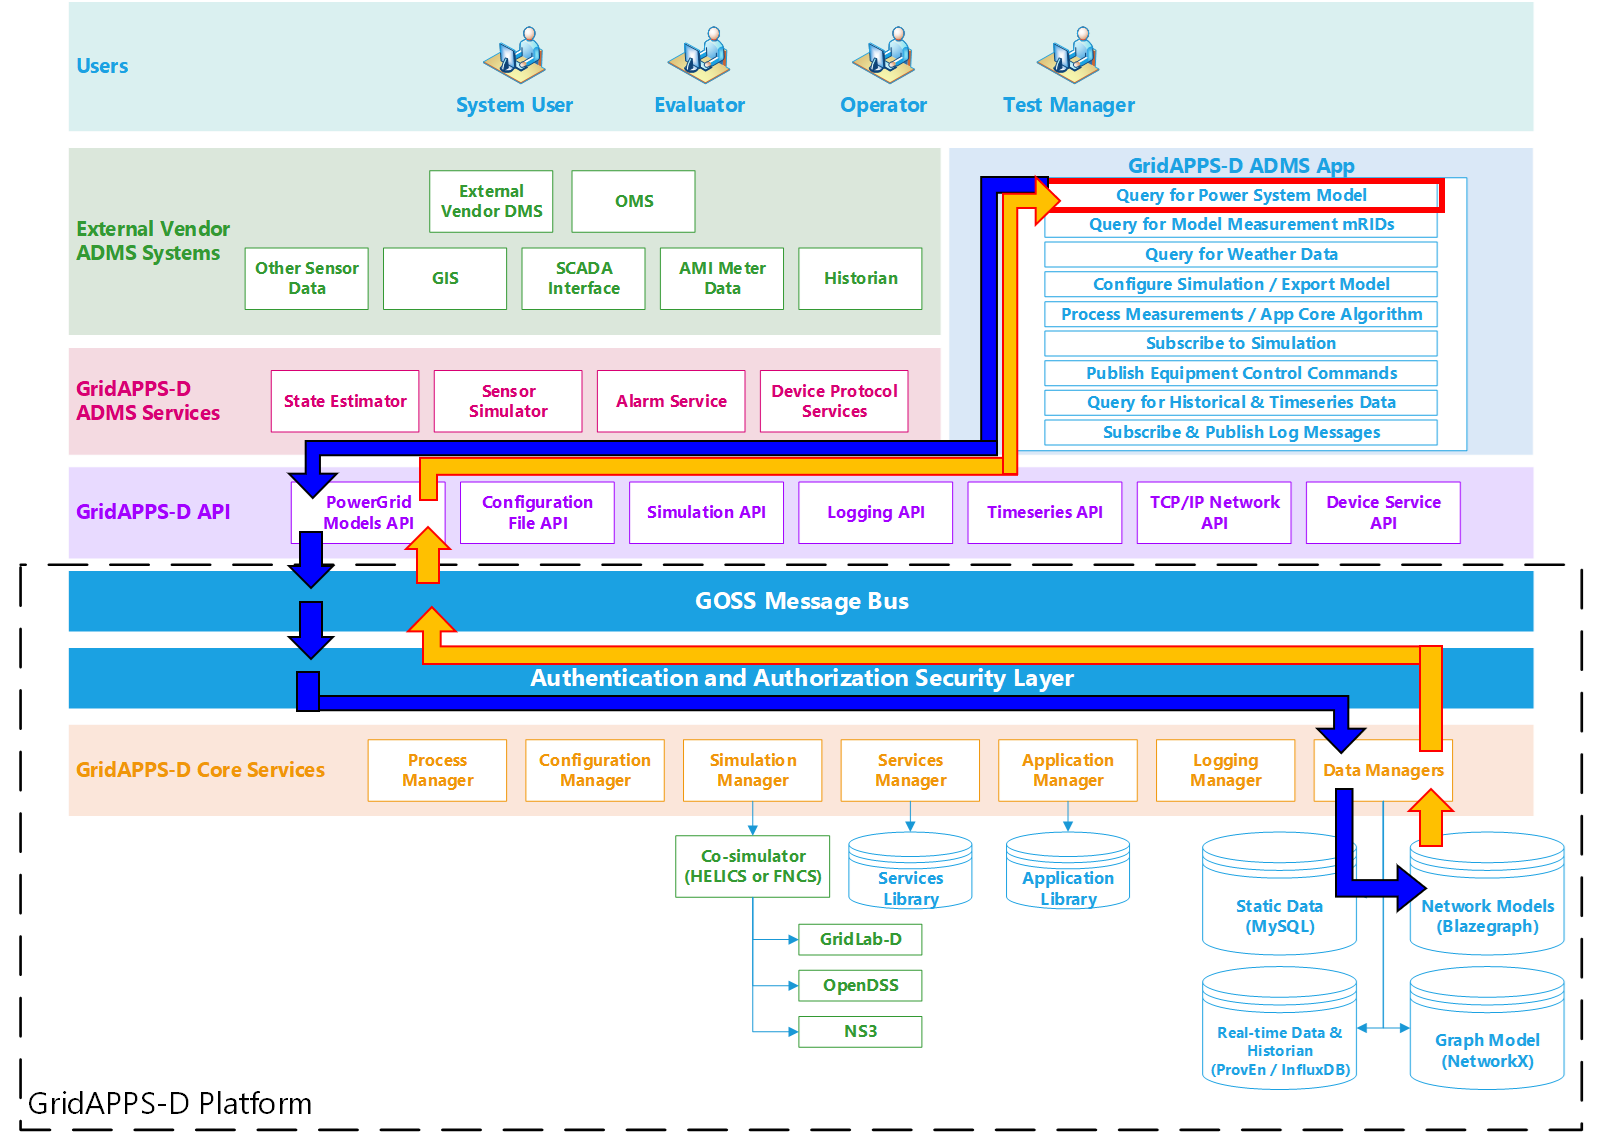 Users
System User
Evaluator
Operator
Test Manager
External Vendor
ADMS Systems
External
Vendor DMS
OMS
Other Sensor
Data
GIS
SCADA
Interface
AMI Meter
Data
Historian
GridAPPS-D ADMS App
Query for Power System Model
Query for Model Measurement mRIDs
Query for Weather Data
Configure Simulation / Export Model
Process Measurements / App Core Algorithm
Subscribe to Simulation
Publish Equipment Control Commands
Query for Historical & Timeseries Data
Subscribe & Publish Log Messages
GridAPPS-D
ADMS Services
State Estimator
Sensor
Simulator
Alarm Service
Device Protocol
Services
GridAPPS-D API
PowerGrid
Models API
Configuration
File API
Simulation API
Logging API
Timeseries API
TCP/IP Network
API
Device Service
API
GOSS Message Bus
Authentication and Authorization Security Layer
GridAPPS-D Core Services
Process
Manager
Configuration
Manager
Simulation
Manager
Services
Manager
Application
Manager
Logging
Manager
Data Managers
Co-simulator
(HELICS or FNCS)
Services
Library
Application
Library
GridLab-D
OpenDSS
NS3
Static Data
(MySQL)
Network Models
(Blazegraph)
Real-time Data &
Historian
(ProvEn / InfluxDB)
Graph Model
(NetworkX)
GridAPPS-D Platform